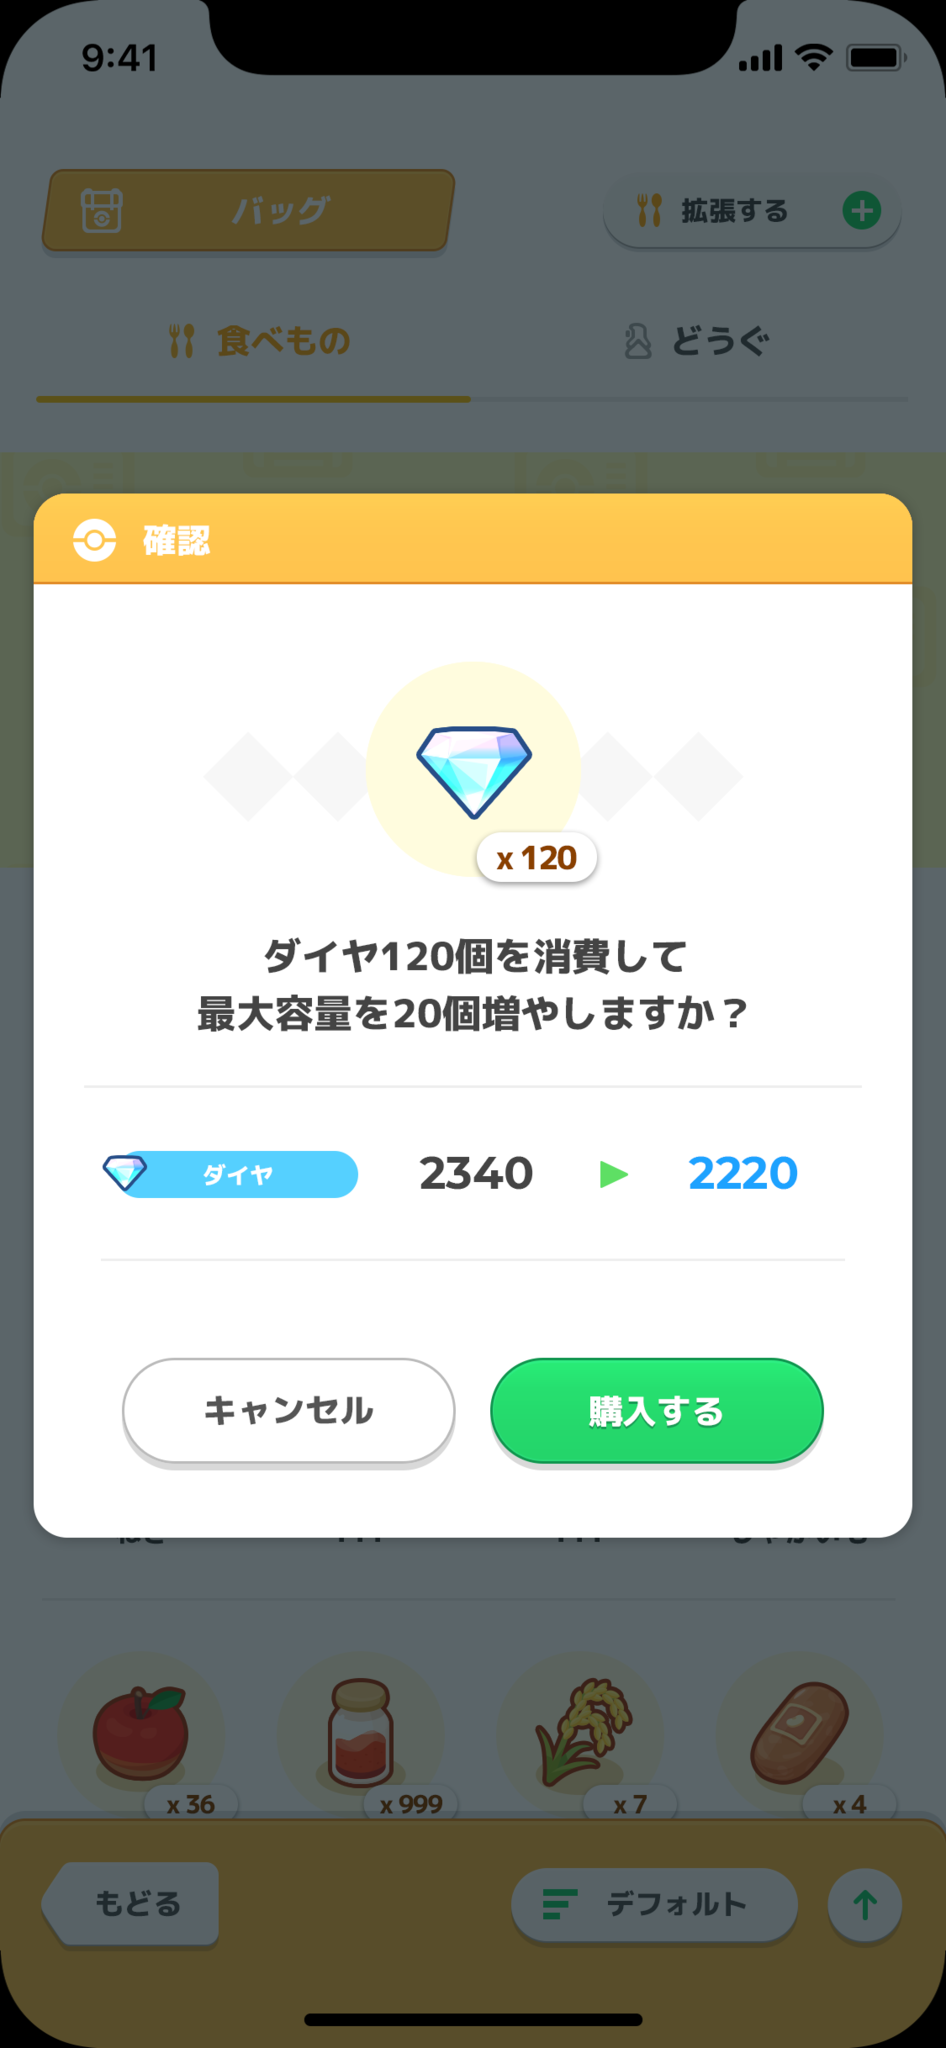 9:41
バッグ
拡張する
食べもの
どうぐ
確認
x 120
ダイヤ120個を消費して
最大容量を20個増やしますか？
ダイヤ 2340 2220
キャンセル
購入する
x 36
x 999
x 7
x 4
もどる
デフォルト